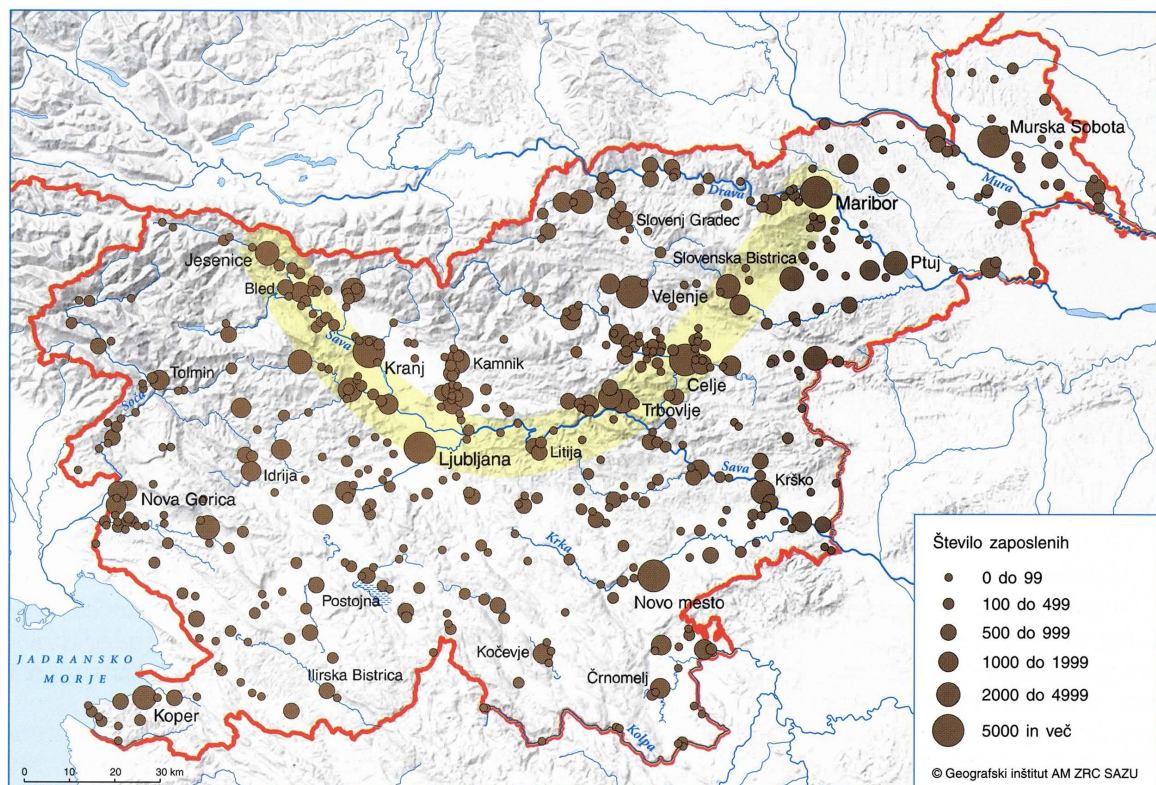 Murska Sobota
Mura
Drava
Maribor
Slovenj Gradec
Jesenice
Slovenska Bistrica
Ptuj
Bled
Velenje
Sava
Kranj
Kamnik
Tolmin
Celje
Soča
Trbovlje
Ljubljana
Litija
Idrija
Sava
Krško
Nova Gorica
Krka
Novo mesto
Postojna
Kočevje
JADRANSKO
MORJE
Ilirska Bistrica
Črnomelj
Koper
Kolpa
0 10 20 30 km
Število zaposlenih
0 do 99
100 do 499
500 do 999
1000 do 1999
2000 do 4999
5000 in več
© Geografski inštitut AM ZRC SAZU